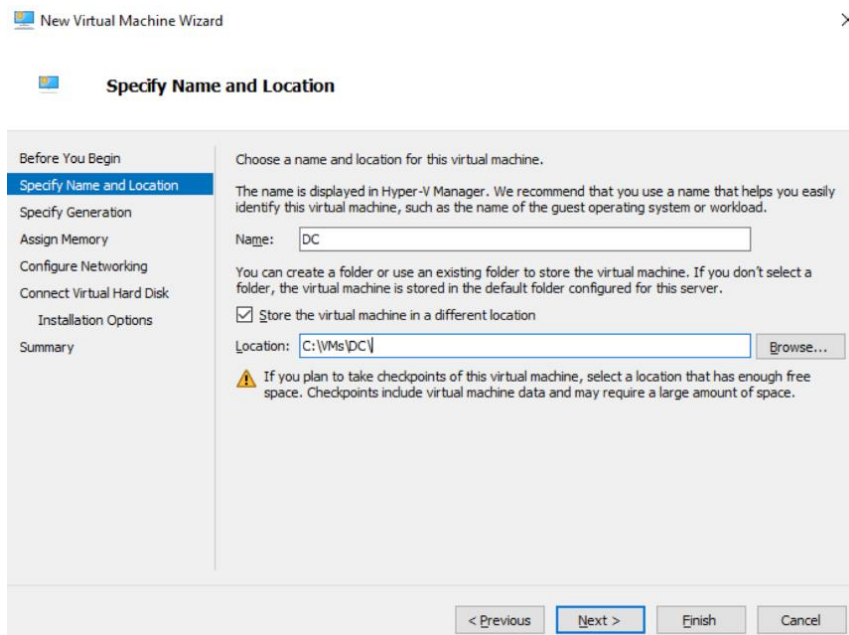 New Virtual Machine Wizard
Specify Name and Location
Before You Begin
Specify Name and Location
Specify Generation
Assign Memory
Configure Networking
Connect Virtual Hard Disk
Installation Options
Summary
Choose a name and location for this virtual machine.
The name is displayed in Hyper-V Manager. We recommend that you use a name that helps you easily
identify this virtual machine, such as the name of the guest operating system or workload.
Name: DC
You can create a folder or use an existing folder to store the virtual machine. If you don't select a
folder, the virtual machine is stored in the default folder configured for this server.
Store the virtual machine in a different location
Location: C:\VMs\DC\
Browse...
If you plan to take checkpoints of this virtual machine, select a location that has enough free
space. Checkpoints include virtual machine data and may require a large amount of space.
< Previous
Next >
Finish
Cancel